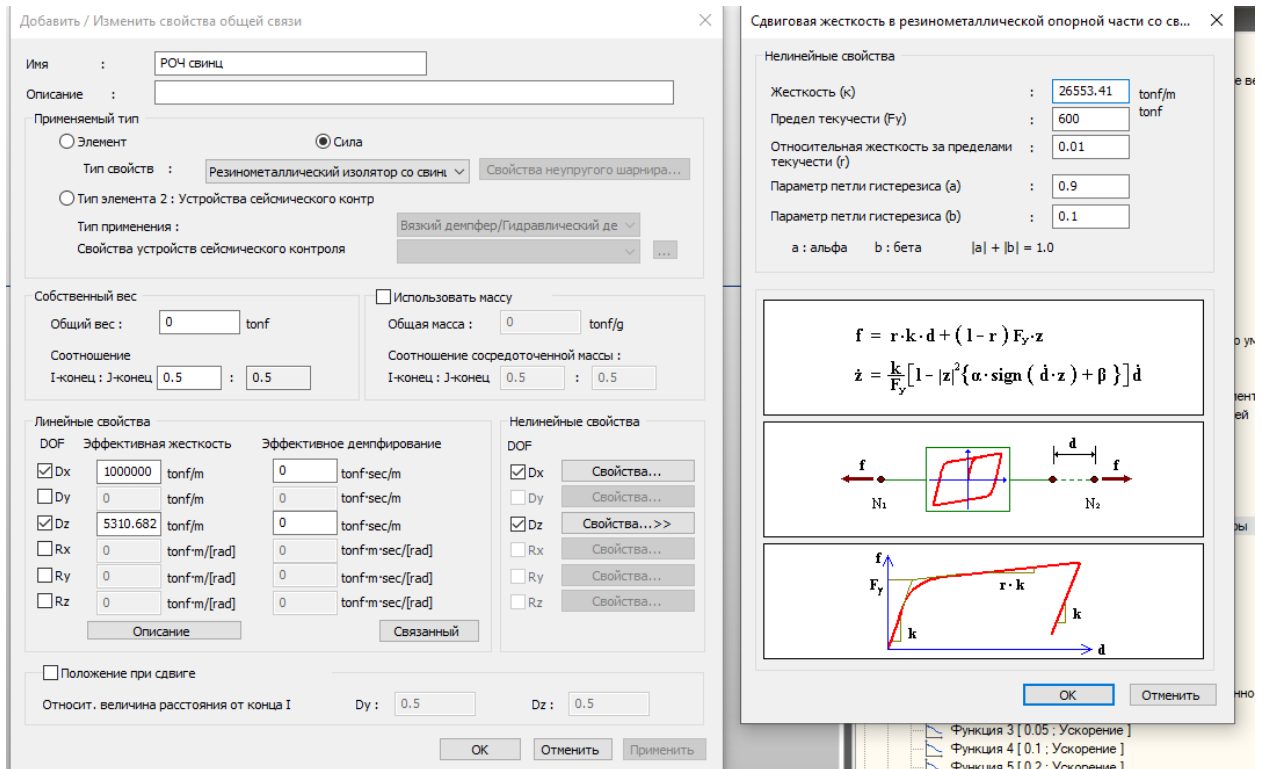 Добавить / Изменить свойства общей связи
Имя : РОЧ свинц
Описание :
Применяемый тип
Элемент Сила
Тип свойств : Резинометаллический изолятор со свинц Свойства неупругого шарнира...
Тип элемента 2 : Устройства сейсмического контр
Тип применения : Вязкий демпфер/Гидравлический де
Свойства устройств сейсмического контроля ...
Собственный вес
Общий вес : 0 tonf
Соотношение
I-конец : J-конец 0.5 : 0.5
Использовать массу
Общая масса : 0 tonf/g
Соотношение сосредоточенной массы :
I-конец : J-конец 0.5 : 0.5
Линейные свойства
DOF Эффективная жесткость Эффективное демпфирование
Dx 1000000 tonf/m 0 tonf·sec/m
Dy 0 tonf/m 0 tonf·sec/m
Dz 5310.682 tonf/m 0 tonf·sec/m
Rx 0 tonf·m/[rad] 0 tonf·m·sec/[rad]
Ry 0 tonf·m/[rad] 0 tonf·m·sec/[rad]
Rz 0 tonf·m/[rad] 0 tonf·m·sec/[rad]
Описание Связанный
Нелинейные свойства
DOF
Dx Свойства...
Dy Свойства...
Dz Свойства...>>
Rx Свойства...
Ry Свойства...
Rz Свойства...
Положение при сдвиге
Относит. величина расстояния от конца I Dy : 0.5 Dz : 0.5
OK Отменить Применить
Сдвиговая жесткость в резинометаллической опорной части со св...
Нелинейные свойства
Жесткость (к) : 26553.41 tonf/m
Предел текучести (Fy) : 600 tonf
Относительная жесткость за пределами
текучести (r) : 0.01
Параметр петли гистерезиса (a) : 0.9
Параметр петли гистерезиса (b) : 0.1
a : альфа b : бета |a| + |b| = 1.0
f = r·k·d + ( 1 - r ) Fy·z
ż = k/Fy [1 - |z|²{α·sign ( ḋ·z ) + β }]ḋ
d
f f
N₁ N₂
f
Fy r·k
k
k
d
OK Отменить
Функция 3 [ 0.05 ; Ускорение ]
Функция 4 [ 0.1 ; Ускорение ]
Функция 5 [ 0.2 ; Ускорение ]